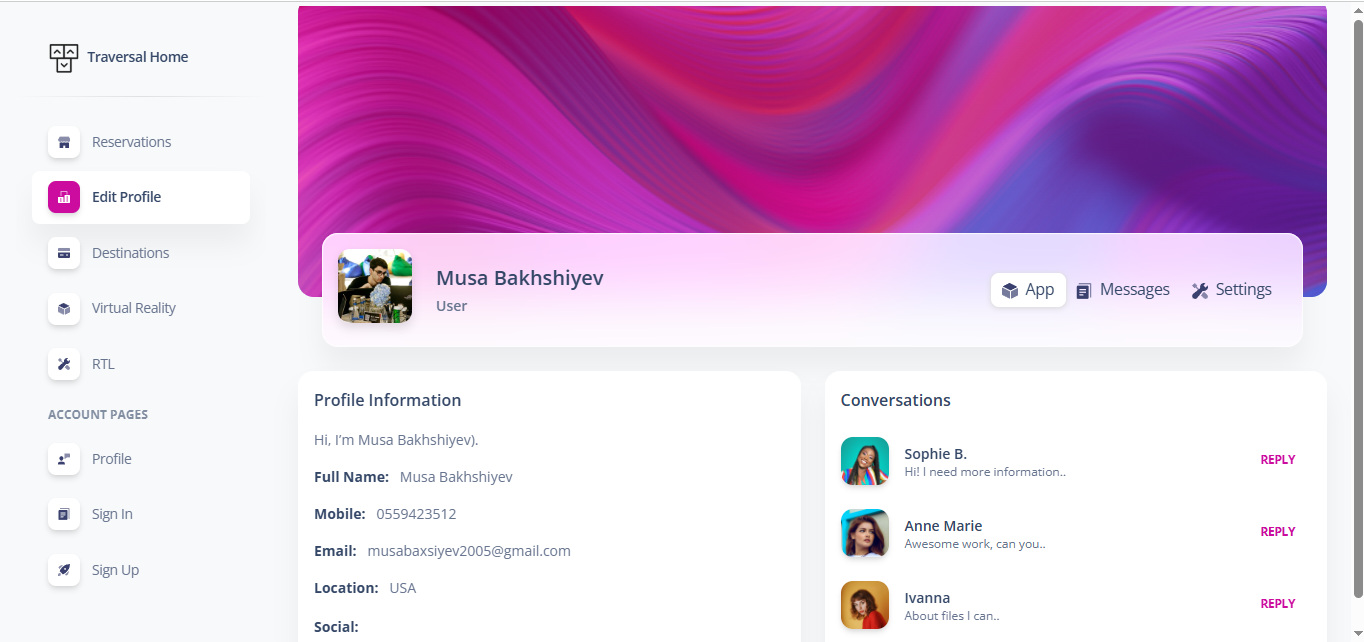 Traversal Home
Reservations
Edit Profile
Destinations
Virtual Reality
RTL
ACCOUNT PAGES
Profile
Sign In
Sign Up
Musa Bakhshiyev
User
App
Messages
Settings
Profile Information
Hi, I’m Musa Bakhshiyev).
Full Name: Musa Bakhshiyev
Mobile: 0559423512
Email: musabaxsiyev2005@gmail.com
Location: USA
Social:
Conversations
Sophie B.
Hi! I need more information..
REPLY
Anne Marie
Awesome work, can you..
REPLY
Ivanna
About files I can..
REPLY